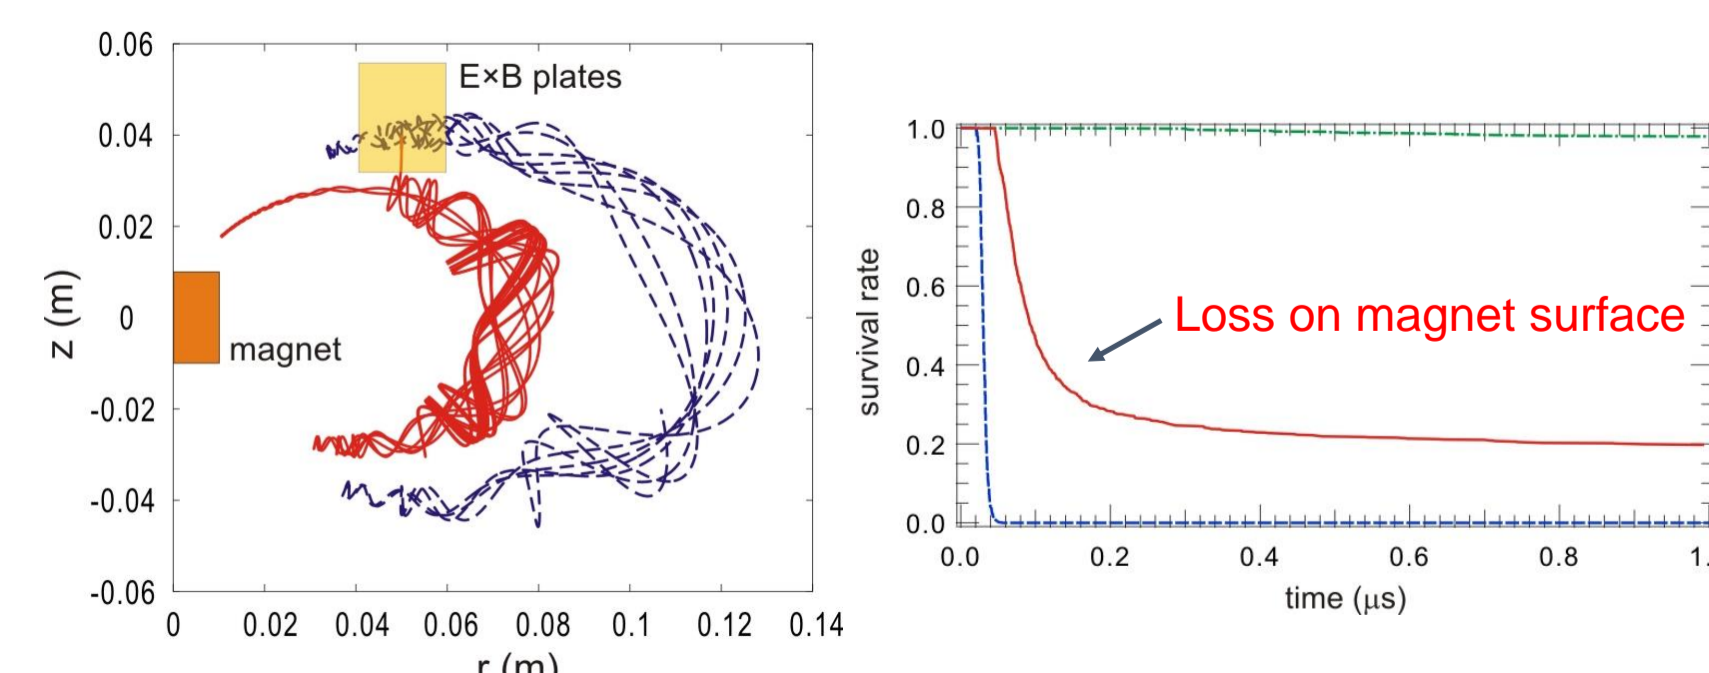 0.06
E×B plates
0.04
0.02
z (m)
0
magnet
-0.02
-0.04
-0.06
0 0.02 0.04 0.06 0.08 0.1 0.12 0.14
r (m)
1.0
0.8
0.6
survival rate
Loss on magnet surface
0.4
0.2
0.0
0.0 0.2 0.4 0.6 0.8 1.
time (μs)